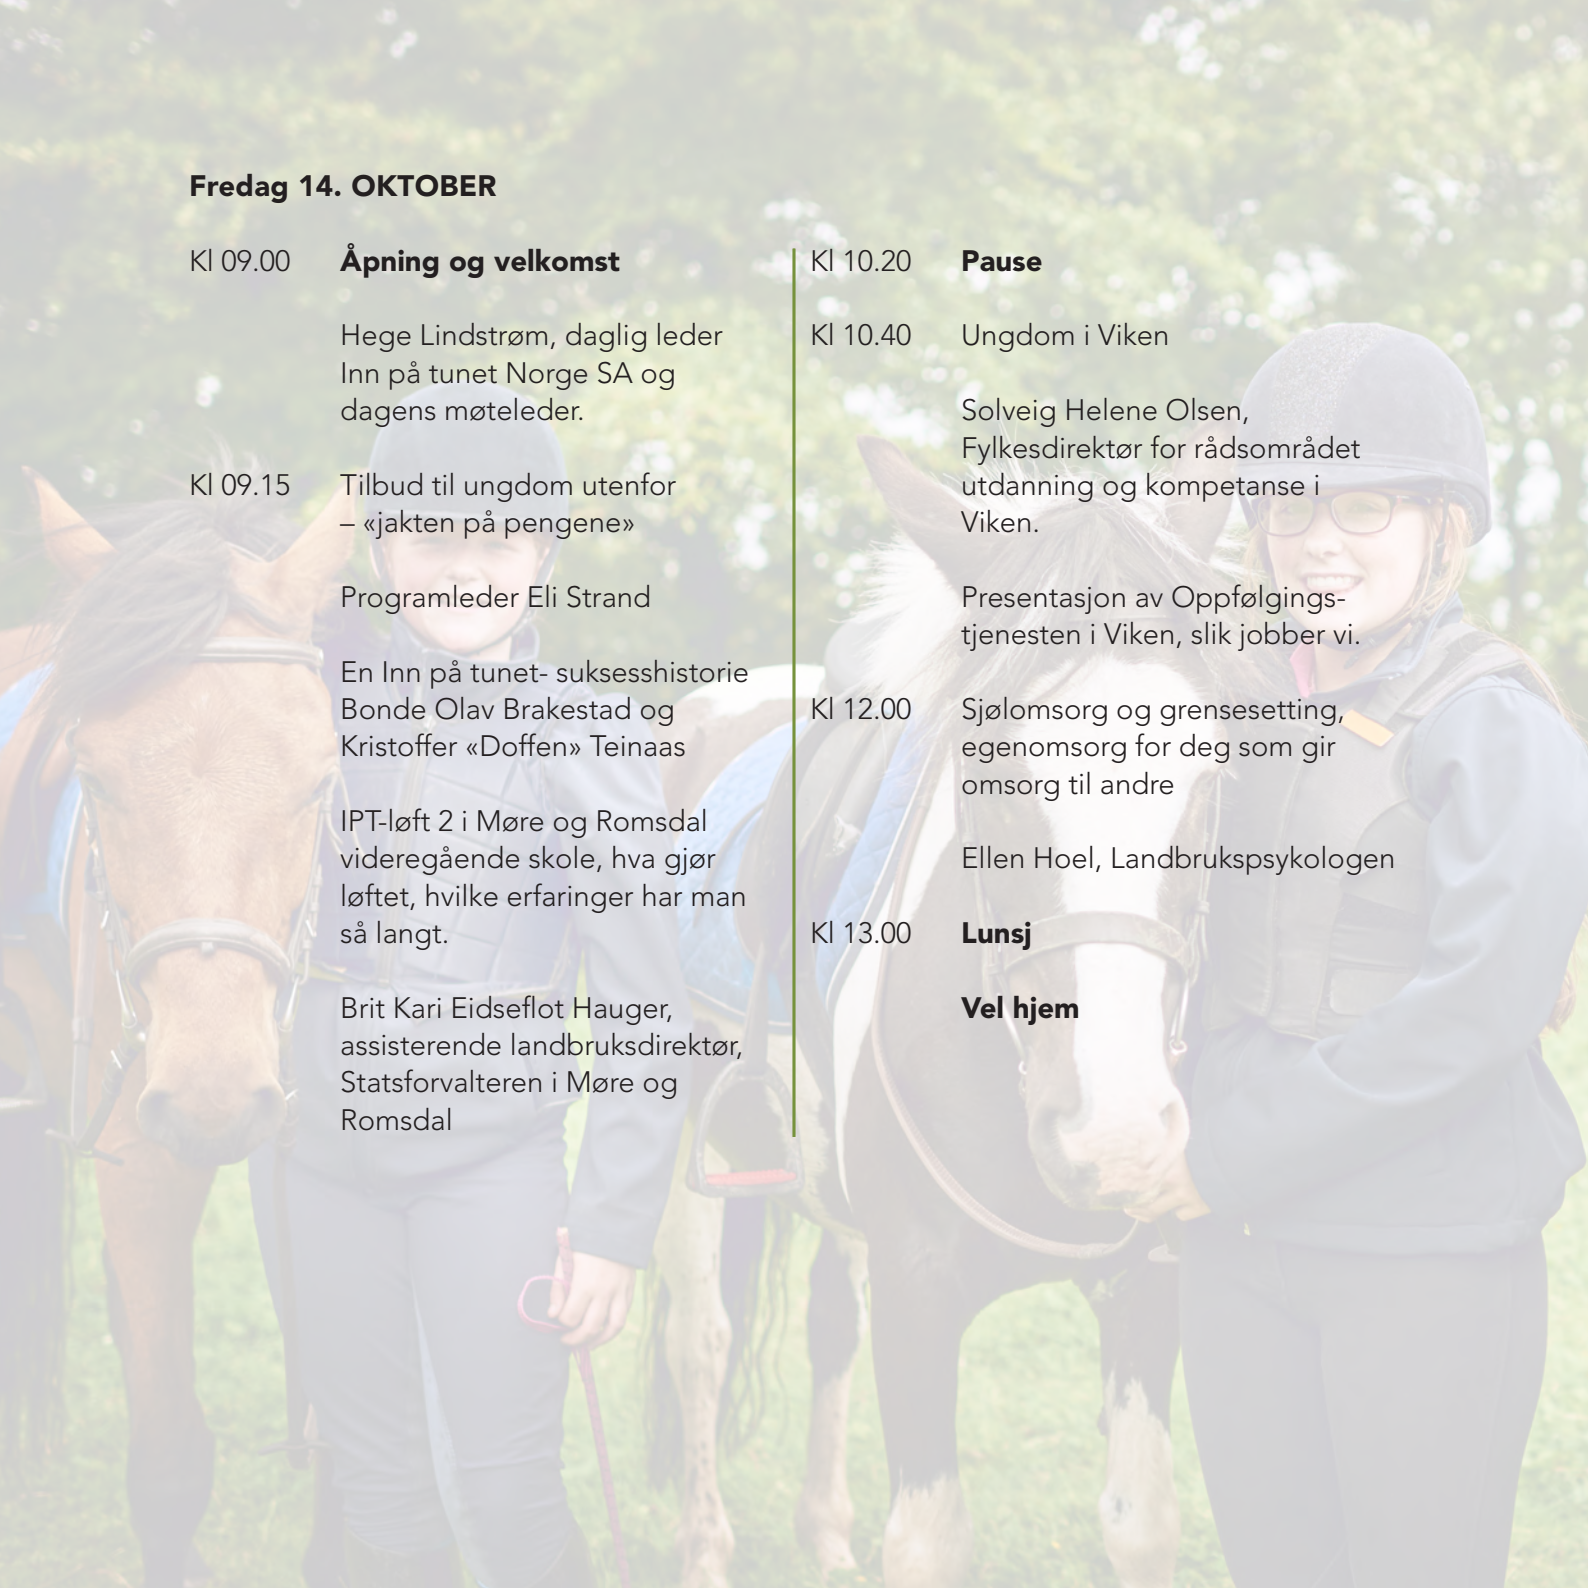 Fredag 14. OKTOBER
Kl 09.00 Åpning og velkomst
Hege Lindstrøm, daglig leder
Inn på tunet Norge SA og
dagens møteleder.
Kl 09.15 Tilbud til ungdom utenfor
– «jakten på pengene»
Programleder Eli Strand
En Inn på tunet- suksesshistorie
Bonde Olav Brakestad og
Kristoffer «Doffen» Teinaas
IPT-løft 2 i Møre og Romsdal
videregående skole, hva gjør
løftet, hvilke erfaringer har man
så langt.
Brit Kari Eidseflot Hauger,
assisterende landbruksdirektør,
Statsforvalteren i Møre og
Romsdal
Kl 10.20 Pause
Kl 10.40 Ungdom i Viken
Solveig Helene Olsen,
Fylkesdirektør for rådsområdet
utdanning og kompetanse i
Viken.
Presentasjon av Oppfølgings-
tjenesten i Viken, slik jobber vi.
Kl 12.00 Sjølomsorg og grensesetting,
egenomsorg for deg som gir
omsorg til andre
Ellen Hoel, Landbrukspsykologen
Kl 13.00 Lunsj
Vel hjem